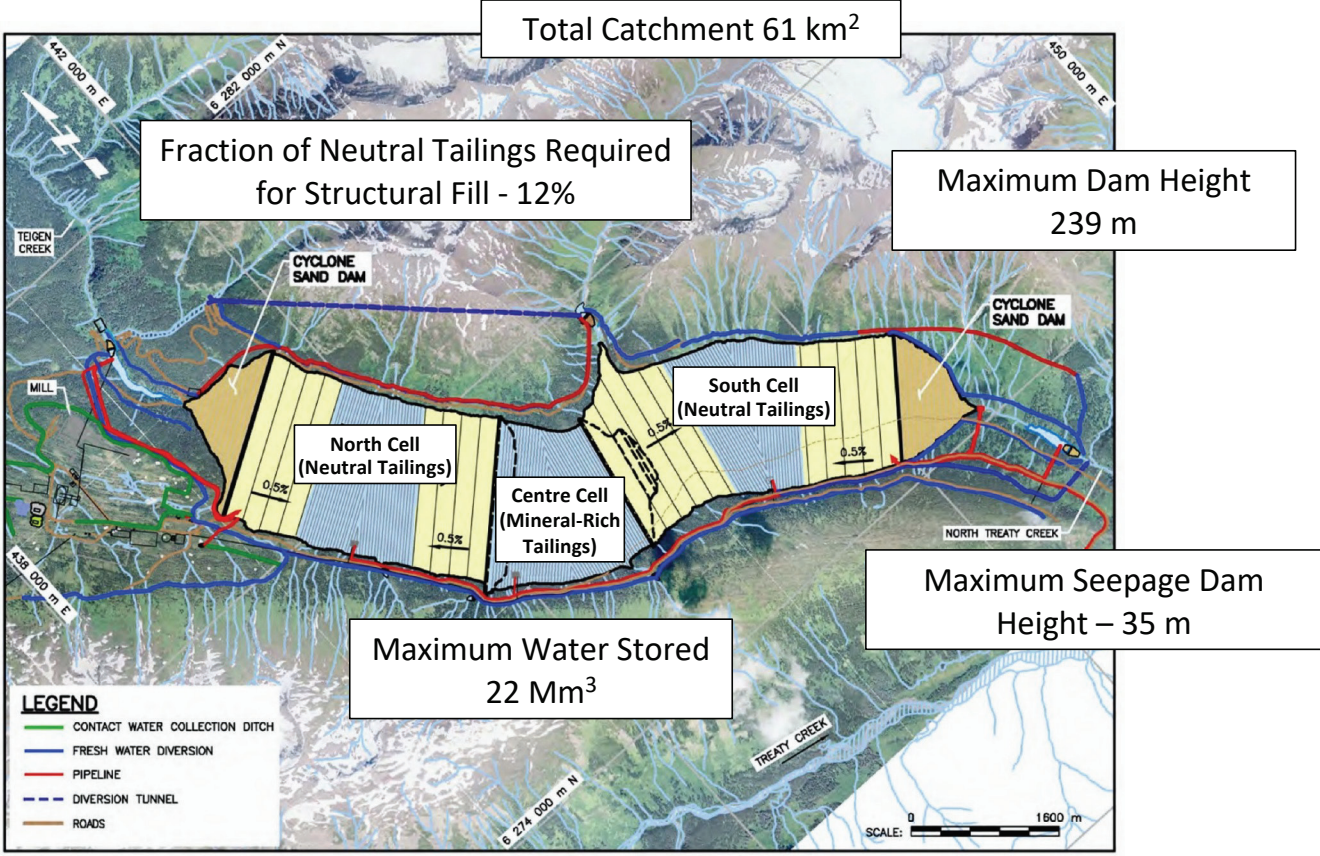 Total Catchment 61 km²
442 000 m E
6 282 000 m N
450 000 m E
Fraction of Neutral Tailings Required
for Structural Fill - 12%
Maximum Dam Height
239 m
TEIGEN
CREEK
CYCLONE
SAND DAM
CYCLONE
SAND DAM
MILL
South Cell
(Neutral Tailings)
North Cell
(Neutral Tailings)
0.5%
0.5%
0.5%
0.5%
Centre Cell
(Mineral-Rich
Tailings)
NORTH TREATY CREEK
438 000 m E
Maximum Seepage Dam
Height – 35 m
Maximum Water Stored
22 Mm³
LEGEND
CONTACT WATER COLLECTION DITCH
FRESH WATER DIVERSION
PIPELINE
DIVERSION TUNNEL
ROADS
TREATY CREEK
6 274 000 m N
0 1600 m
SCALE: